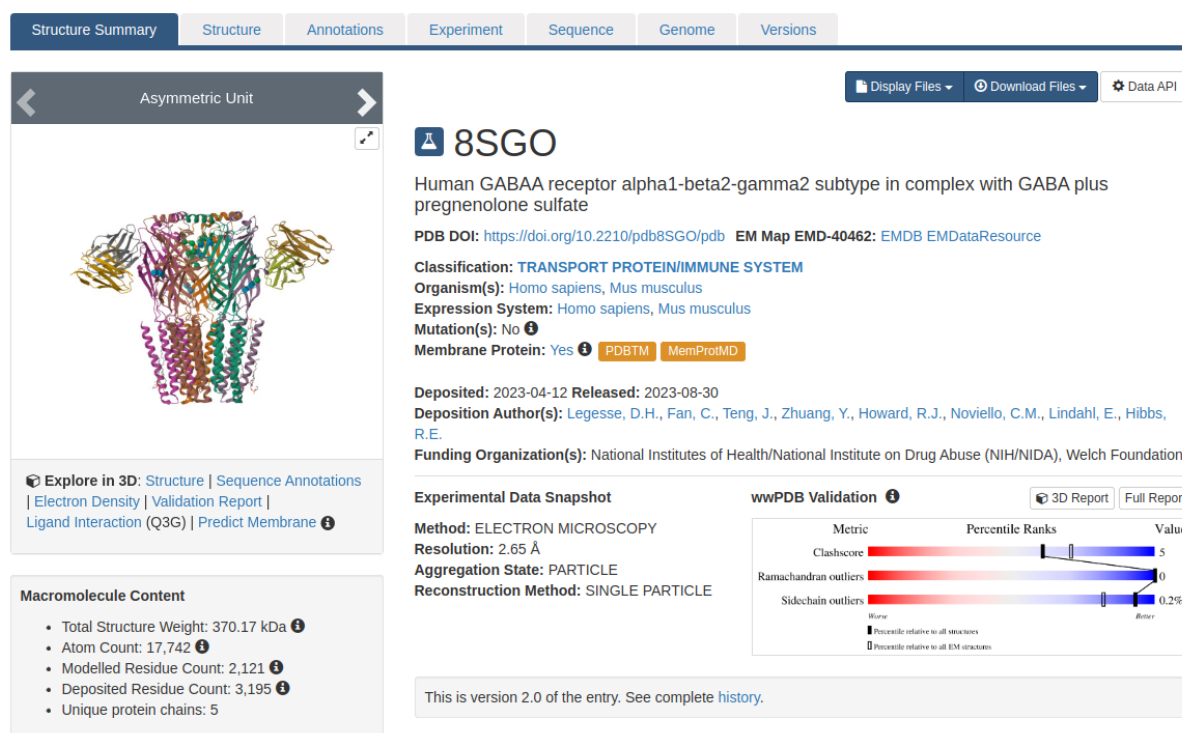 Structure Summary
Structure
Annotations
Experiment
Sequence
Genome
Versions
Asymmetric Unit
Display Files
Download Files
Data API
8SGO
Human GABAA receptor alpha1-beta2-gamma2 subtype in complex with GABA plus
pregnenolone sulfate
PDB DOI: https://doi.org/10.2210/pdb8SGO/pdb EM Map EMD-40462: EMDB EMDataResource
Classification: TRANSPORT PROTEIN/IMMUNE SYSTEM
Organism(s): Homo sapiens, Mus musculus
Expression System: Homo sapiens, Mus musculus
Mutation(s): No
Membrane Protein: Yes PDBTM MemProtMD
Deposited: 2023-04-12 Released: 2023-08-30
Deposition Author(s): Legesse, D.H., Fan, C., Teng, J., Zhuang, Y., Howard, R.J., Noviello, C.M., Lindahl, E., Hibbs,
R.E.
Funding Organization(s): National Institutes of Health/National Institute on Drug Abuse (NIH/NIDA), Welch Foundation
Explore in 3D: Structure | Sequence Annotations
| Electron Density | Validation Report |
Ligand Interaction (Q3G) | Predict Membrane
Experimental Data Snapshot
Method: ELECTRON MICROSCOPY
Resolution: 2.65 Å
Aggregation State: PARTICLE
Reconstruction Method: SINGLE PARTICLE
wwPDB Validation
3D Report
Full Repor
Metric Percentile Ranks Valu
Clashscore 5
Ramachandran outliers 0
Sidechain outliers 0.2%
Worse Better
Percentile relative to all structures
Percentile relative to all EM structures
Macromolecule Content
• Total Structure Weight: 370.17 kDa
• Atom Count: 17,742
• Modelled Residue Count: 2,121
• Deposited Residue Count: 3,195
• Unique protein chains: 5
This is version 2.0 of the entry. See complete history.